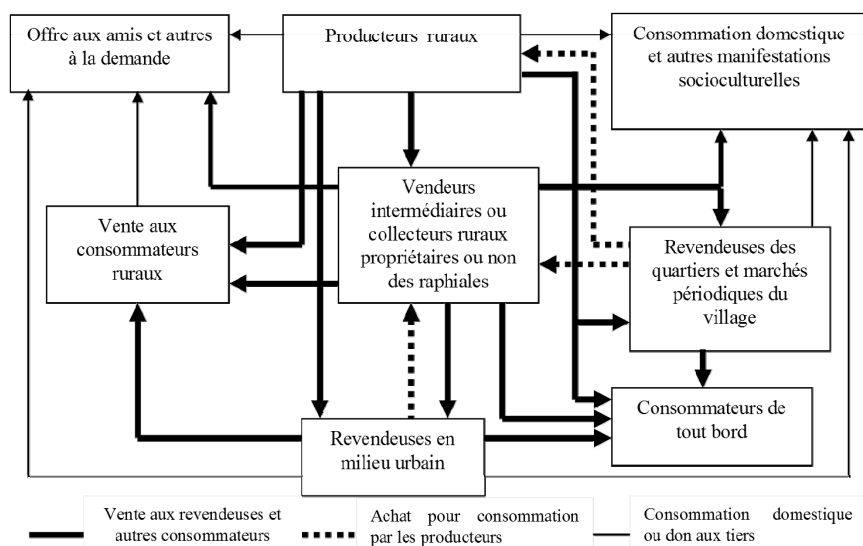 Offre aux amis et autres
à la demande
Producteurs ruraux
Consommation domestique
et autres manifestations
socioculturelles
Vente aux
consommateurs
ruraux
Vendeurs
intermédiaires ou
collecteurs ruraux
propriétaires ou non
des raphiales
Revendeuses des
quartiers et marchés
périodiques du
village
Consommateurs de
tout bord
Revendeuses en
milieu urbain
Vente aux revendeuses et
autres consommateurs
Achat pour consommation
par les producteurs
Consommation domestique
ou don aux tiers